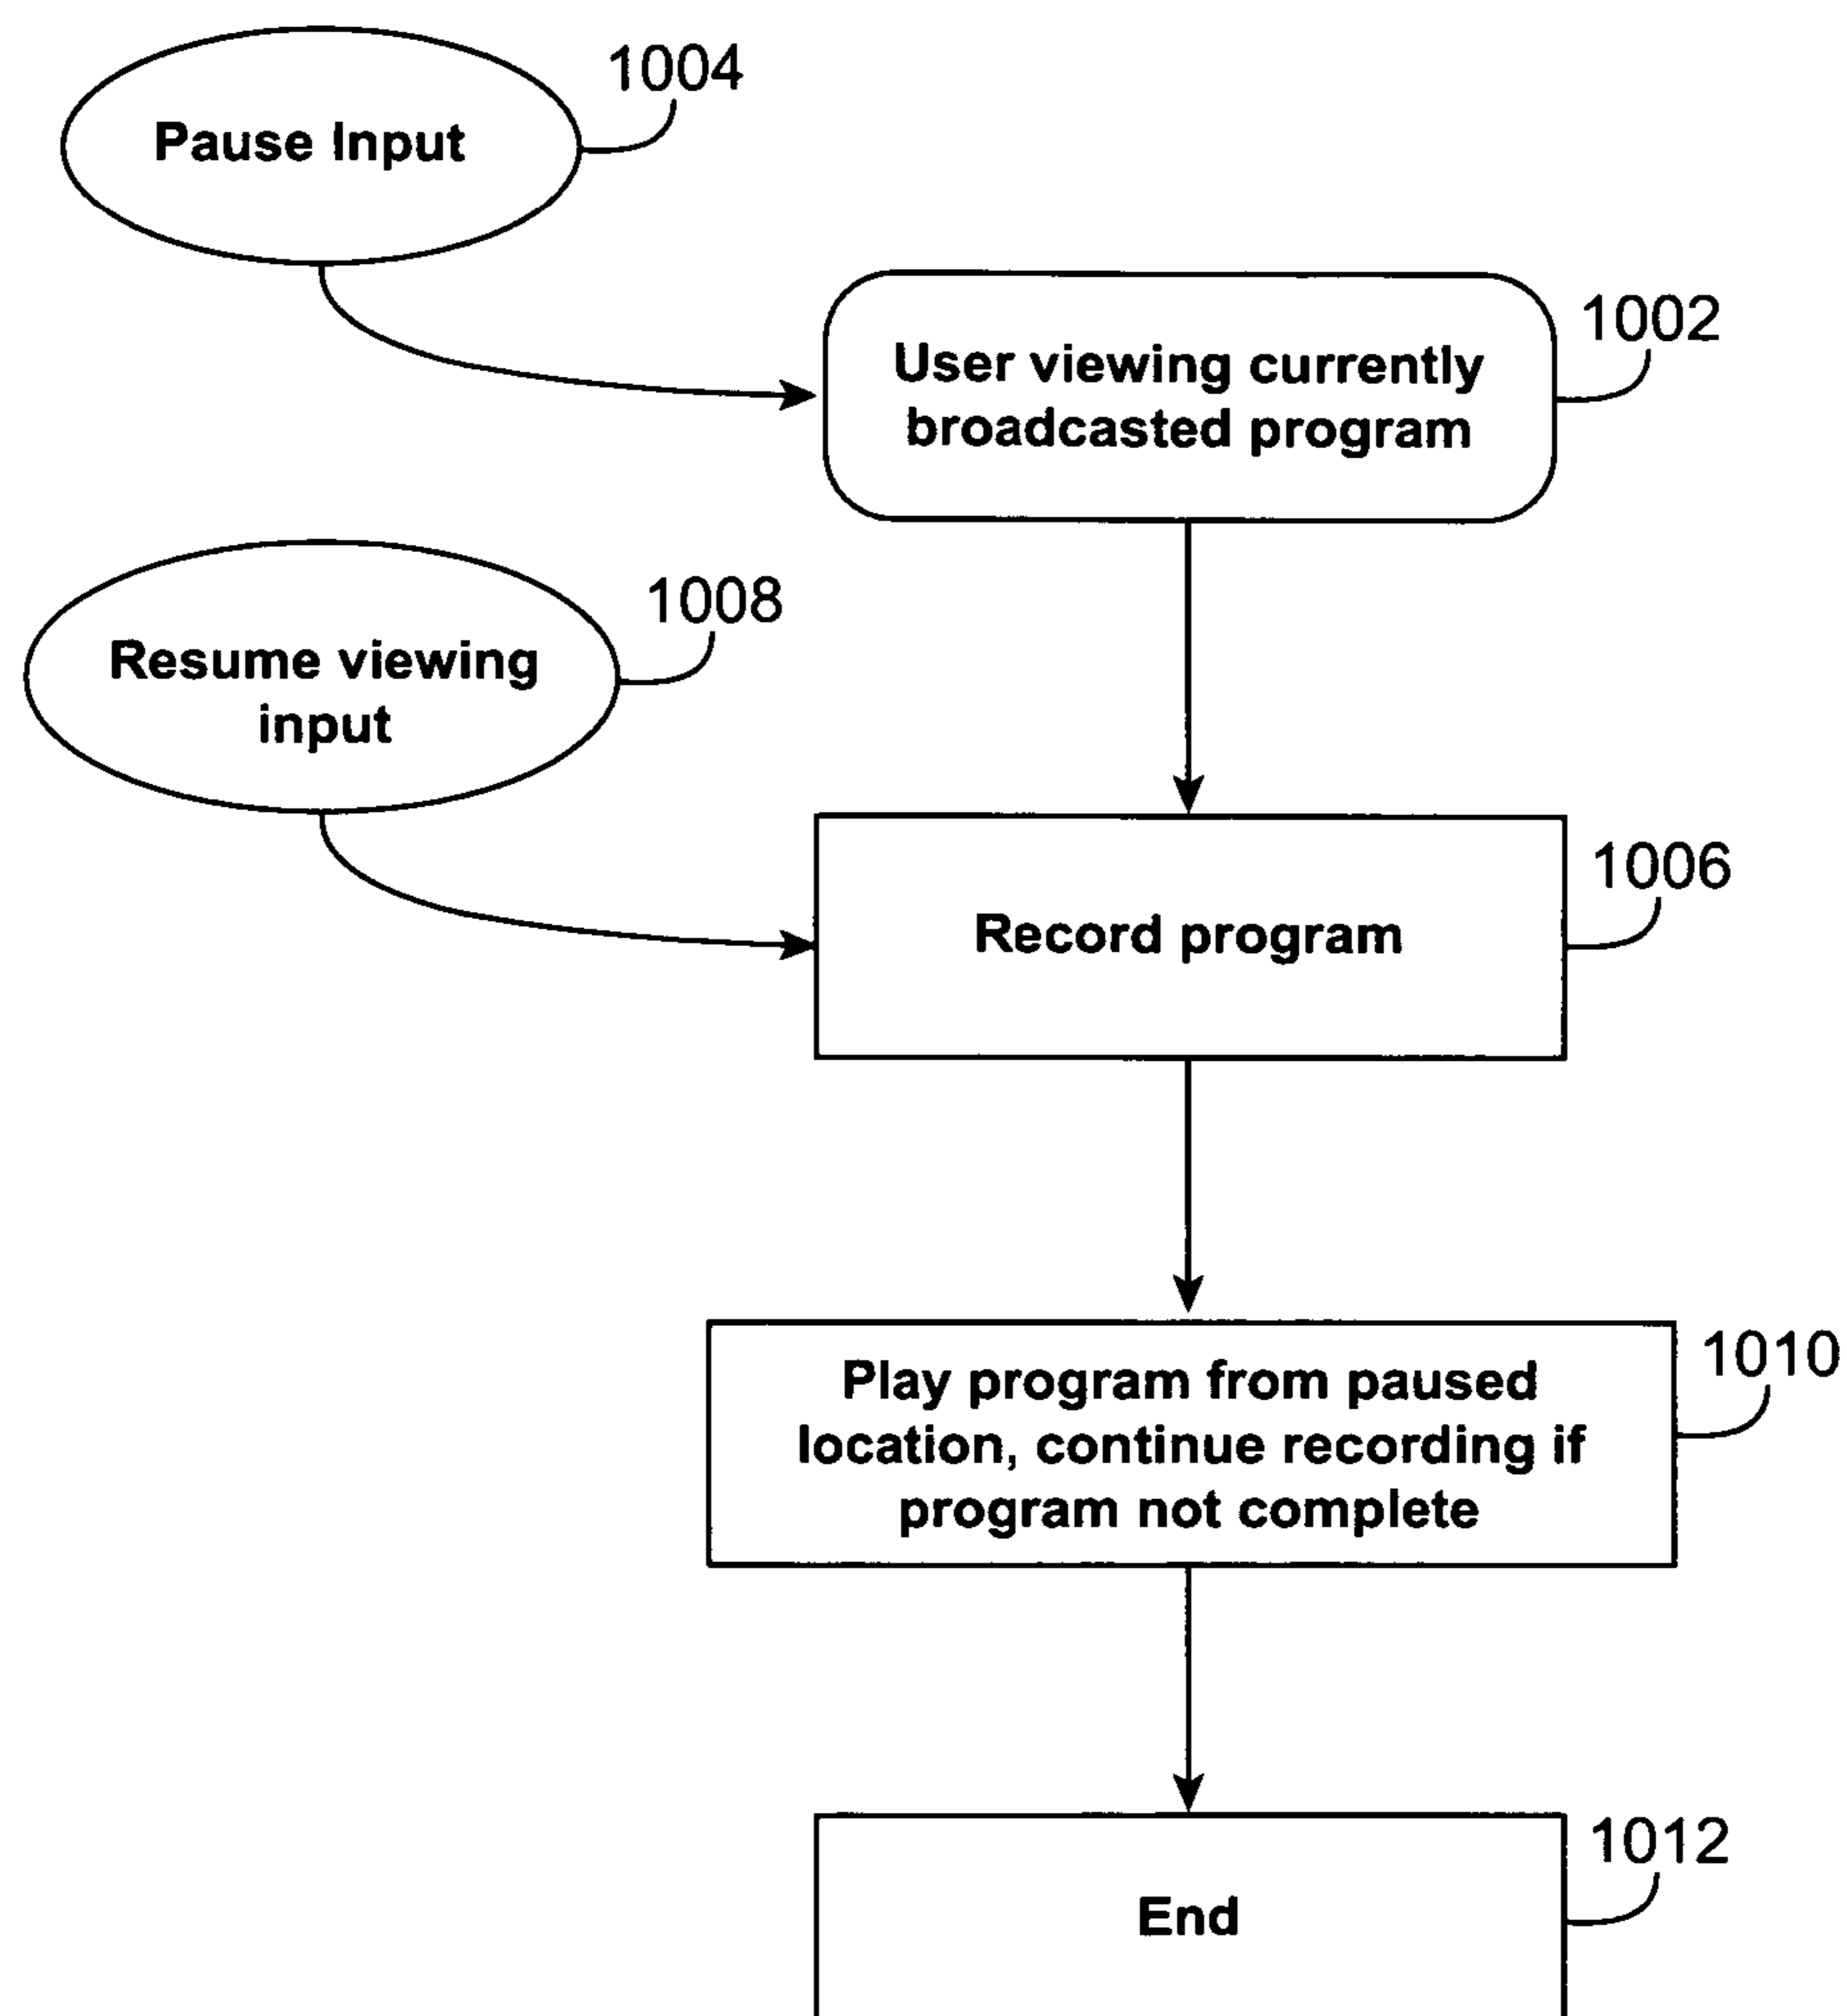 1004
Pause Input
1002
User viewing currently
broadcasted program
1008
Resume viewing
input
1006
Record program
1010
Play program from paused
location, continue recording if
program not complete
1012
End